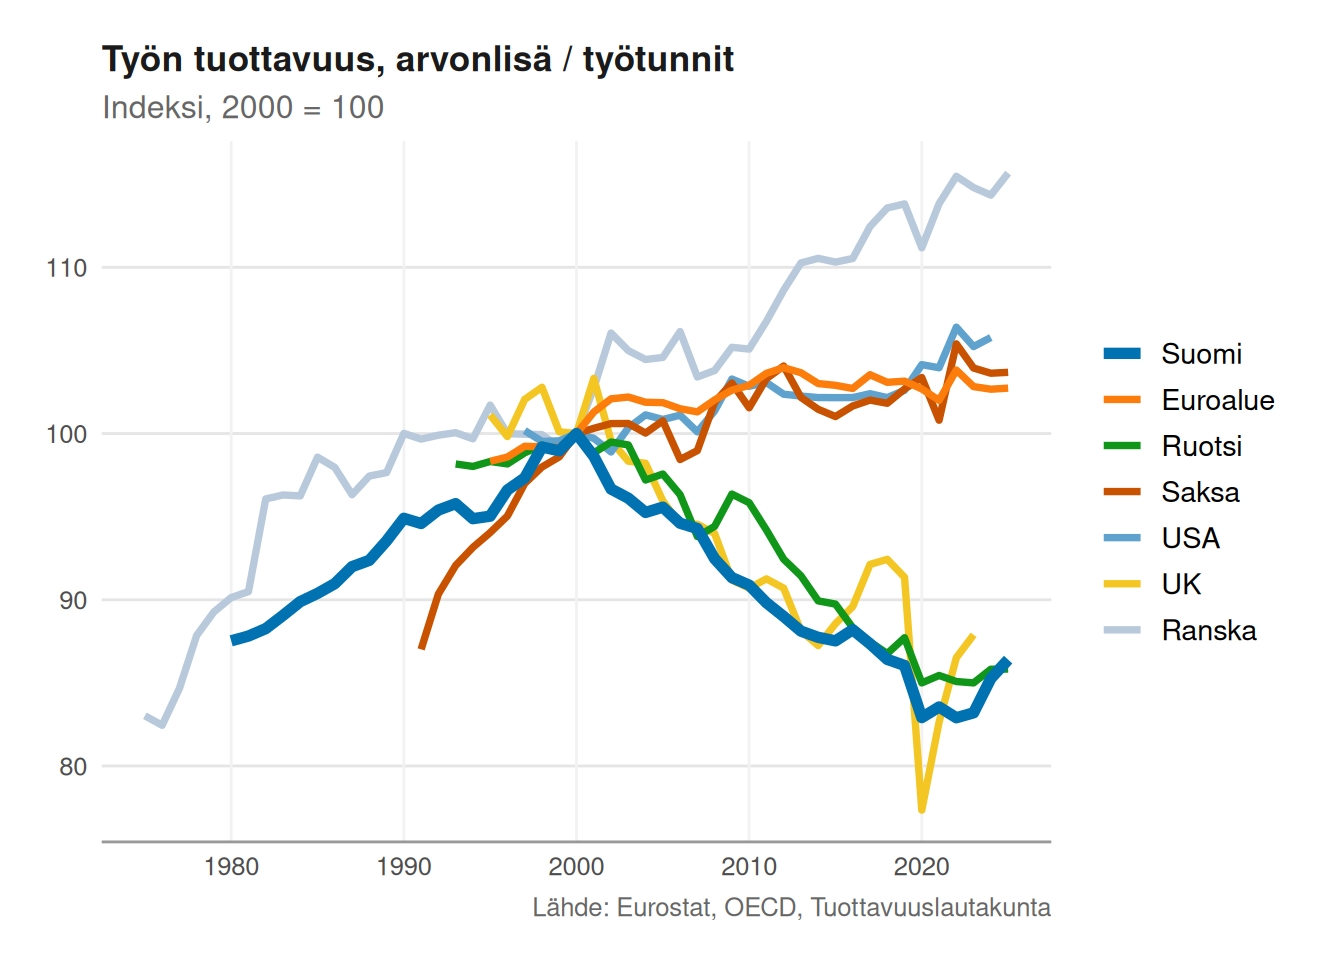 Työn tuottavuus, arvonlisä / työtunnit
Indeksi, 2000 = 100
110
100
90
80
1980
1990
2000
2010
2020
Suomi
Euroalue
Ruotsi
Saksa
USA
UK
Ranska
Lähde: Eurostat, OECD, Tuottavuuslautakunta